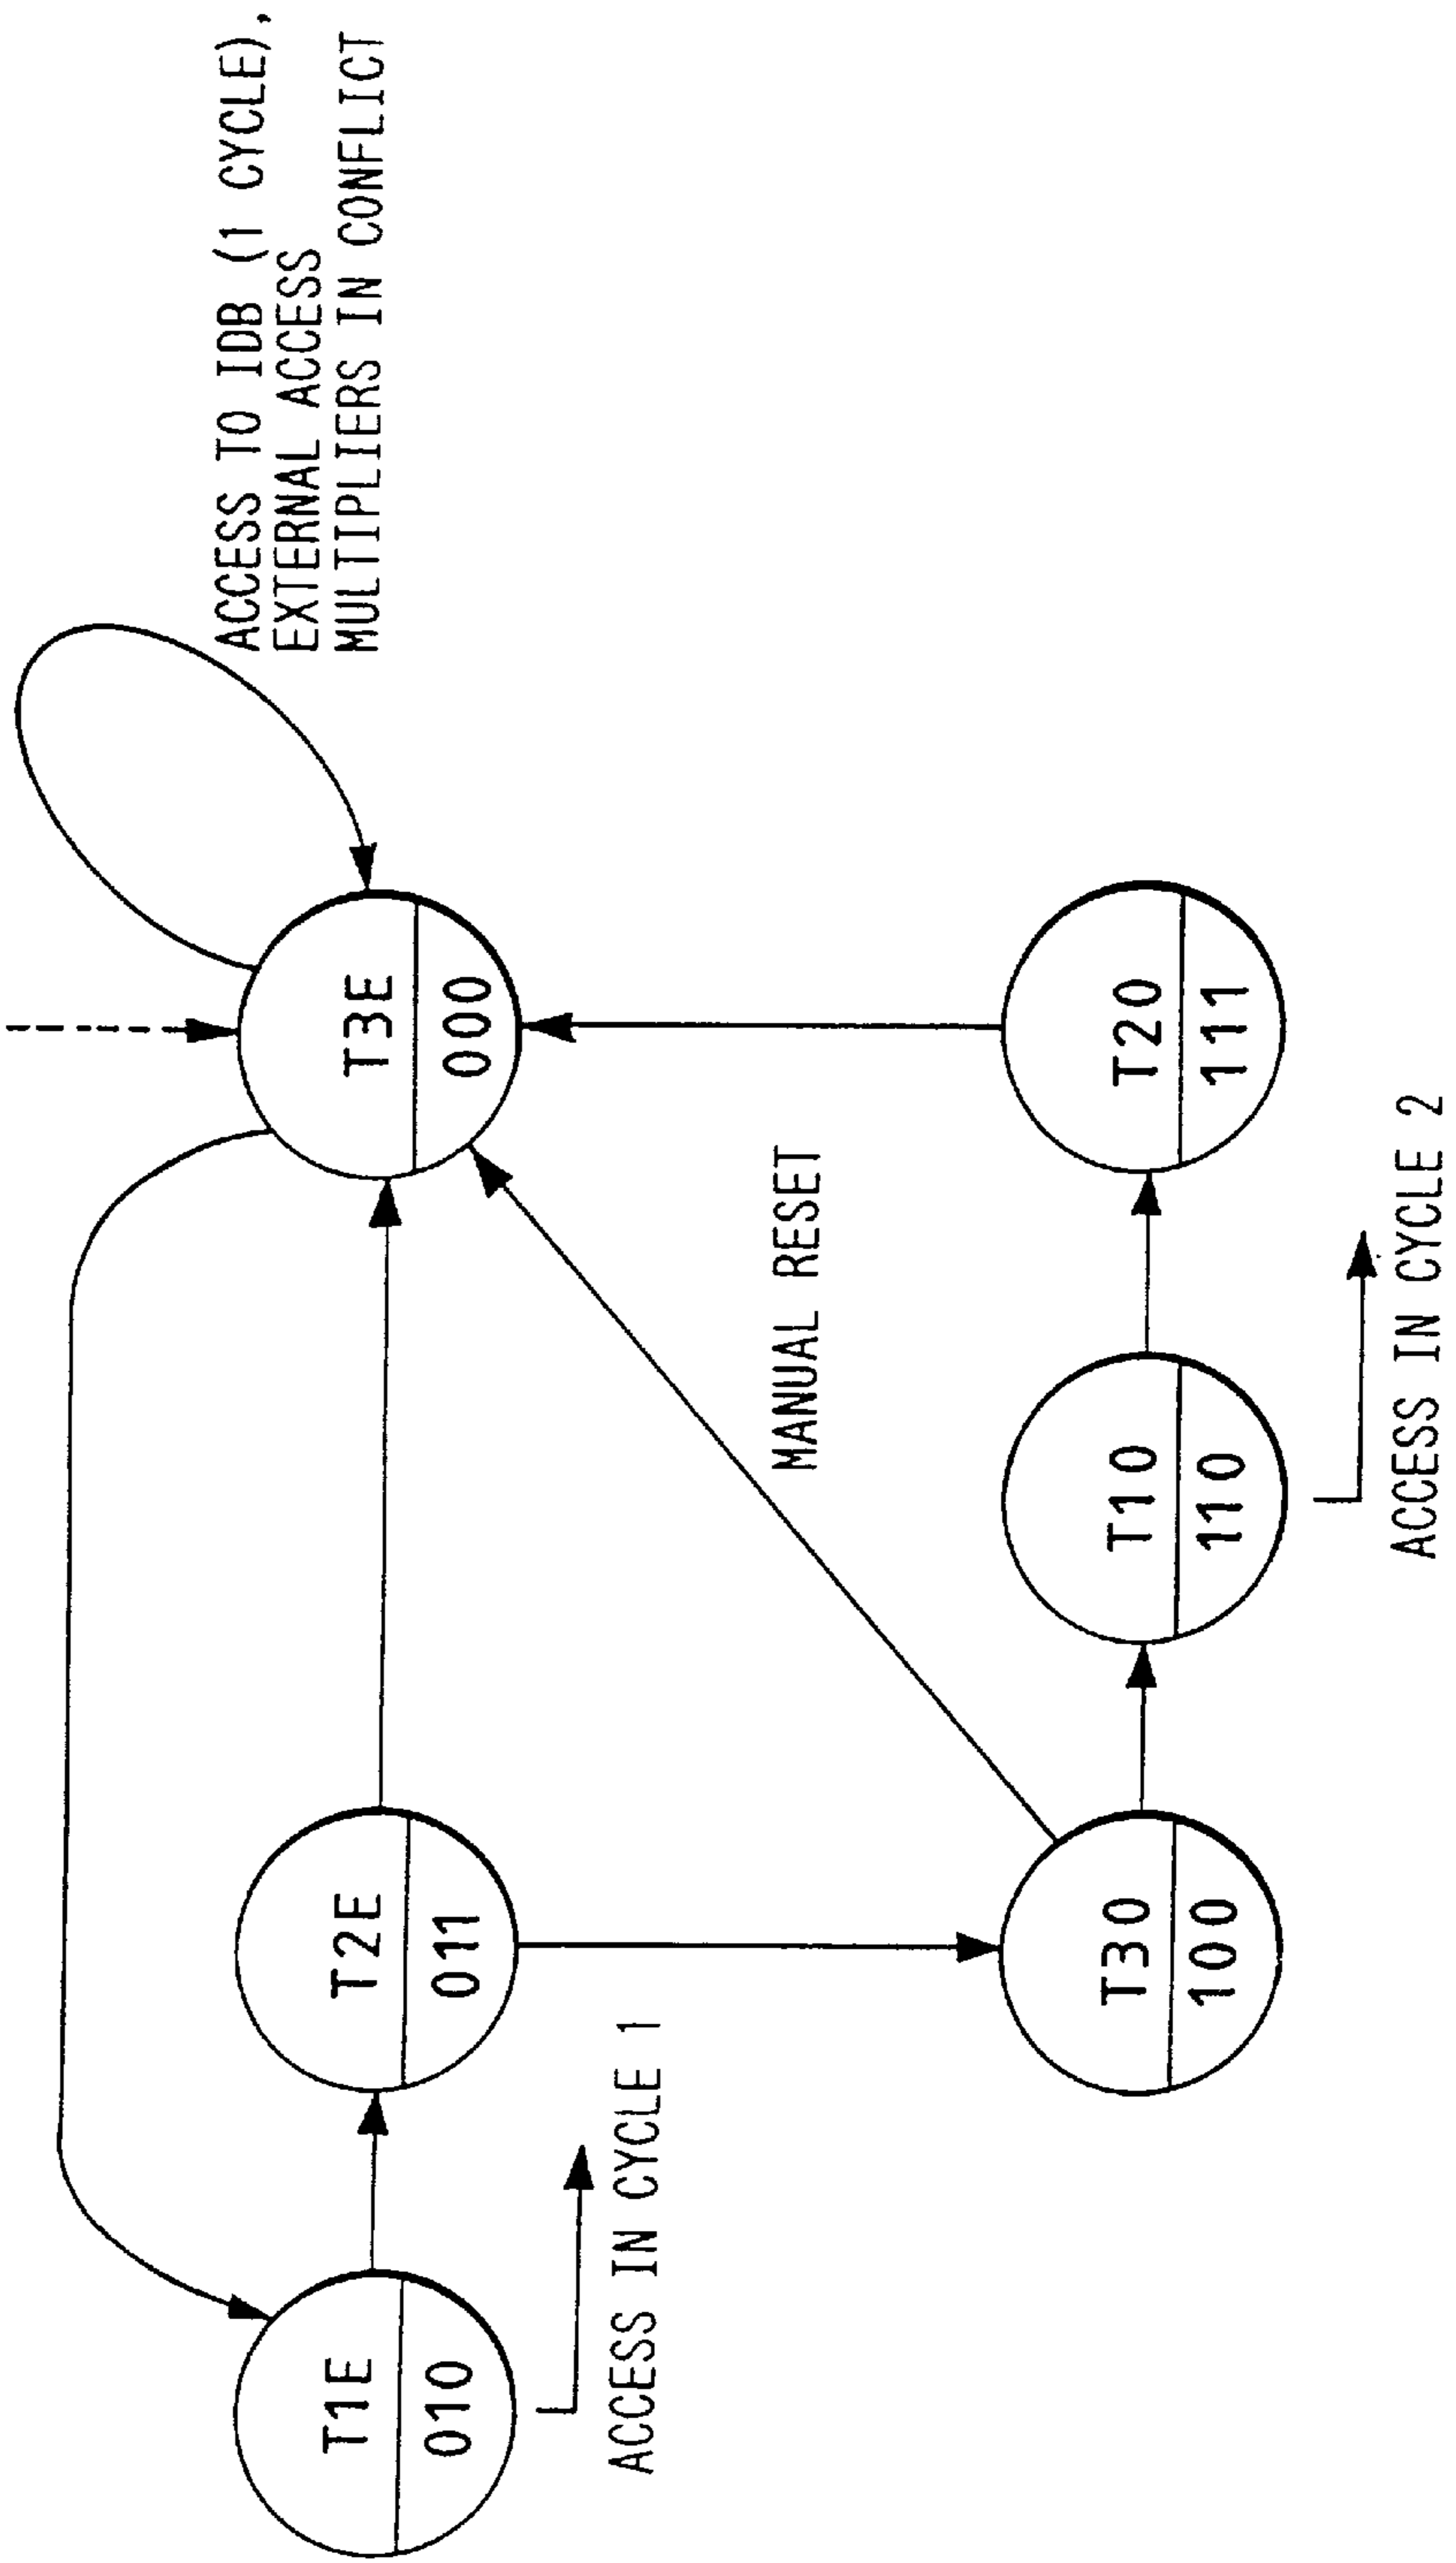 ACCESS TO IDB (1 CYCLE),
EXTERNAL ACCESS
MULTIPLIERS IN CONFLICT
T1E
010
T2E
011
T3E
000
ACCESS IN CYCLE 1
MANUAL RESET
T30
100
T10
110
T20
111
ACCESS IN CYCLE 2